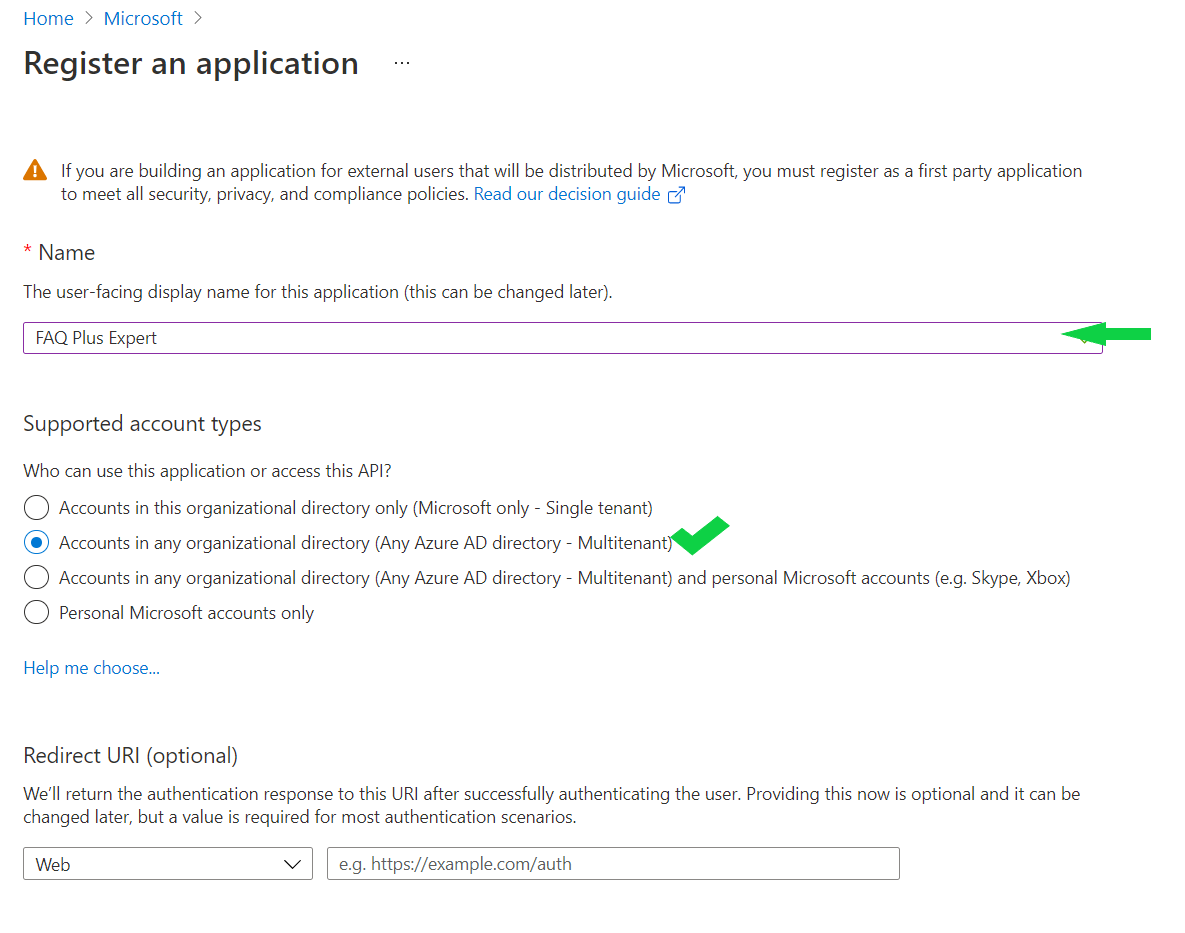 Home > Microsoft >
Register an application ...
If you are building an application for external users that will be distributed by Microsoft, you must register as a first party application
to meet all security, privacy, and compliance policies. Read our decision guide
* Name
The user-facing display name for this application (this can be changed later).
FAQ Plus Expert
Supported account types
Who can use this application or access this API?
Accounts in this organizational directory only (Microsoft only - Single tenant)
Accounts in any organizational directory (Any Azure AD directory - Multitenant)
Accounts in any organizational directory (Any Azure AD directory - Multitenant) and personal Microsoft accounts (e.g. Skype, Xbox)
Personal Microsoft accounts only
Help me choose...
Redirect URI (optional)
We'll return the authentication response to this URI after successfully authenticating the user. Providing this now is optional and it can be
changed later, but a value is required for most authentication scenarios.
Web e.g. https://example.com/auth